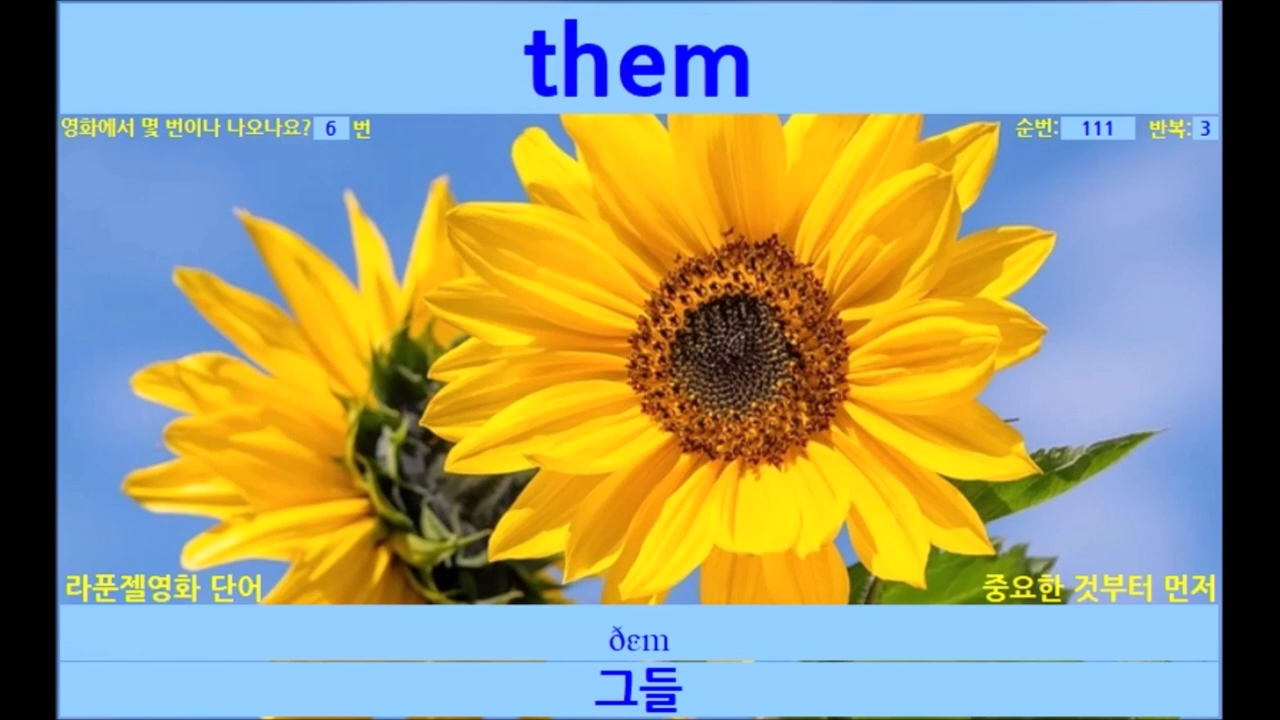 them
영화에서 몇 번이나 나오나요? 6 번
순번: 111 반복: 3
라푼젤영화 단어
중요한 것부터 먼저
ðɛm
그들